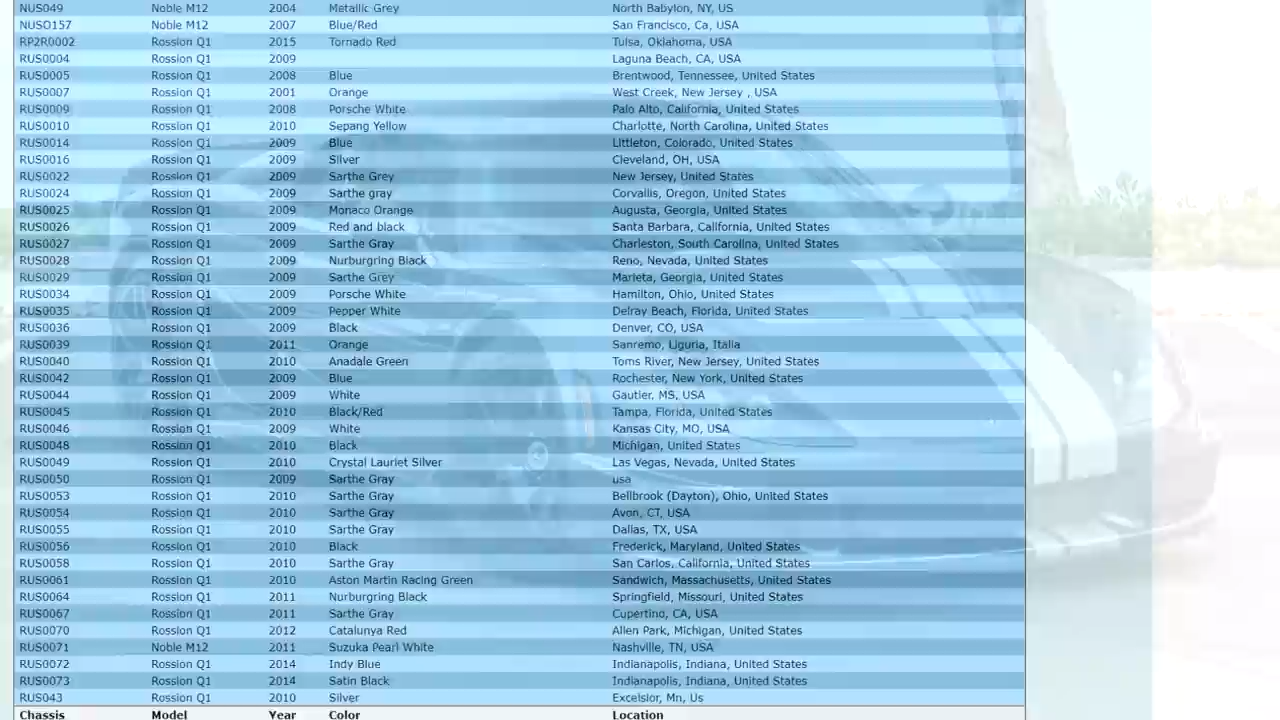 NUS049 Noble M12 2004 Metallic Grey North Babylon, NY, US
NUSO157 Noble M12 2007 Blue/Red San Francisco, Ca, USA
RP2R0002 Rossion Q1 2015 Tornado Red Tulsa, Oklahoma, USA
RUS0004 Rossion Q1 2009 Laguna Beach, CA, USA
RUS0005 Rossion Q1 2008 Blue Brentwood, Tennessee, United States
RUS0007 Rossion Q1 2001 Orange West Creek, New Jersey , USA
RUS0009 Rossion Q1 2008 Porsche White Palo Alto, California, United States
RUS0010 Rossion Q1 2010 Sepang Yellow Charlotte, North Carolina, United States
RUS0014 Rossion Q1 2009 Blue Littleton, Colorado, United States
RUS0016 Rossion Q1 2009 Silver Cleveland, OH, USA
RUS0022 Rossion Q1 2009 Sarthe Grey New Jersey, United States
RUS0024 Rossion Q1 2009 Sarthe gray Corvallis, Oregon, United States
RUS0025 Rossion Q1 2009 Monaco Orange Augusta, Georgia, United States
RUS0026 Rossion Q1 2009 Red and black Santa Barbara, California, United States
RUS0027 Rossion Q1 2009 Sarthe Gray Charleston, South Carolina, United States
RUS0028 Rossion Q1 2009 Nurburgring Black Reno, Nevada, United States
RUS0029 Rossion Q1 2009 Sarthe Grey Marieta, Georgia, United States
RUS0034 Rossion Q1 2009 Porsche White Hamilton, Ohio, United States
RUS0035 Rossion Q1 2009 Pepper White Delray Beach, Florida, United States
RUS0036 Rossion Q1 2009 Black Denver, CO, USA
RUS0039 Rossion Q1 2011 Orange Sanremo, Liguria, Italia
RUS0040 Rossion Q1 2010 Anadale Green Toms River, New Jersey, United States
RUS0042 Rossion Q1 2009 Blue Rochester, New York, United States
RUS0044 Rossion Q1 2009 White Gautier, MS, USA
RUS0045 Rossion Q1 2010 Black/Red Tampa, Florida, United States
RUS0046 Rossion Q1 2009 White Kansas City, MO, USA
RUS0048 Rossion Q1 2010 Black Michigan, United States
RUS0049 Rossion Q1 2010 Crystal Lauriet Silver Las Vegas, Nevada, United States
RUS0050 Rossion Q1 2009 Sarthe Gray usa
RUS0053 Rossion Q1 2010 Sarthe Gray Bellbrook (Dayton), Ohio, United States
RUS0054 Rossion Q1 2010 Sarthe Gray Avon, CT, USA
RUS0055 Rossion Q1 2010 Sarthe Gray Dallas, TX, USA
RUS0056 Rossion Q1 2010 Black Frederick, Maryland, United States
RUS0058 Rossion Q1 2010 Sarthe Gray San Carlos, California, United States
RUS0061 Rossion Q1 2010 Aston Martin Racing Green Sandwich, Massachusetts, United States
RUS0064 Rossion Q1 2011 Nurburgring Black Springfield, Missouri, United States
RUS0067 Rossion Q1 2011 Sarthe Gray Cupertino, CA, USA
RUS0070 Rossion Q1 2012 Catalunya Red Allen Park, Michigan, United States
RUS0071 Noble M12 2011 Suzuka Pearl White Nashville, TN, USA
RUS0072 Rossion Q1 2014 Indy Blue Indianapolis, Indiana, United States
RUS0073 Rossion Q1 2014 Satin Black Indianapolis, Indiana, United States
RUS043 Rossion Q1 2010 Silver Excelsior, Mn, Us
Chassis Model Year Color Location